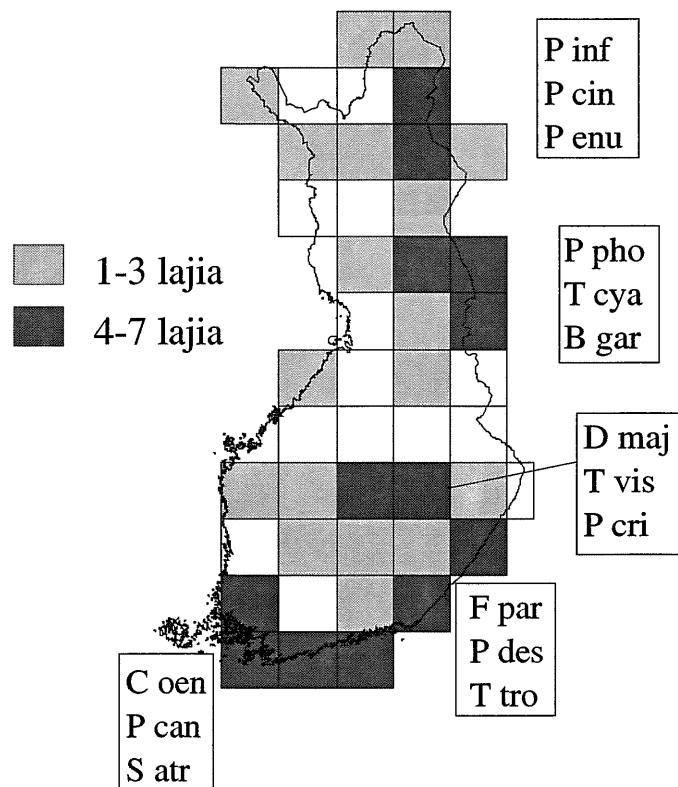 P inf
P cin
P enu
1-3 lajia
4-7 lajia
P pho
T cya
B gar
D maj
T vis
P cri
F par
P des
T tro
C oen
P can
S atr